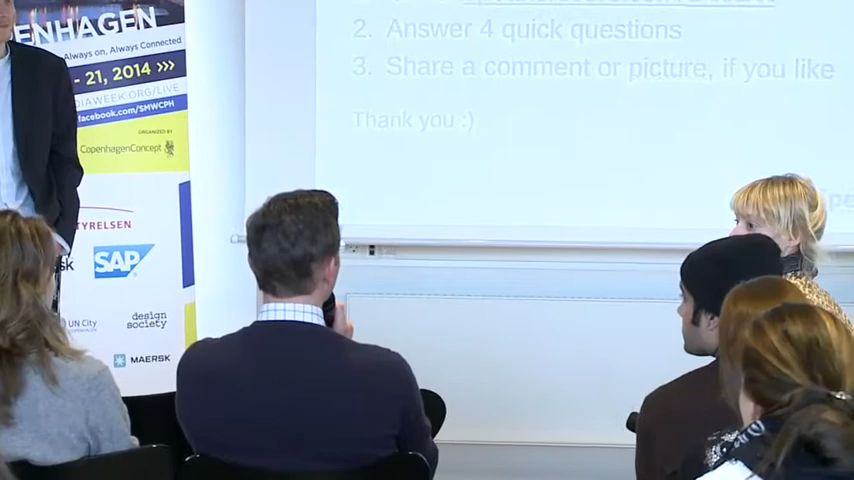 ENHAGEN
Always on, Always Connected
- 21, 2014 >>>
DIAWEEK.ORG/LIVE
facebook.com/SMWCPH
ORGANIZED BY
CopenhagenConcept
TYRELSEN
SAP
sk
UN City
design
society
MAERSK
2. Answer 4 quick questions
3. Share a comment or picture, if you like
Thank you :)